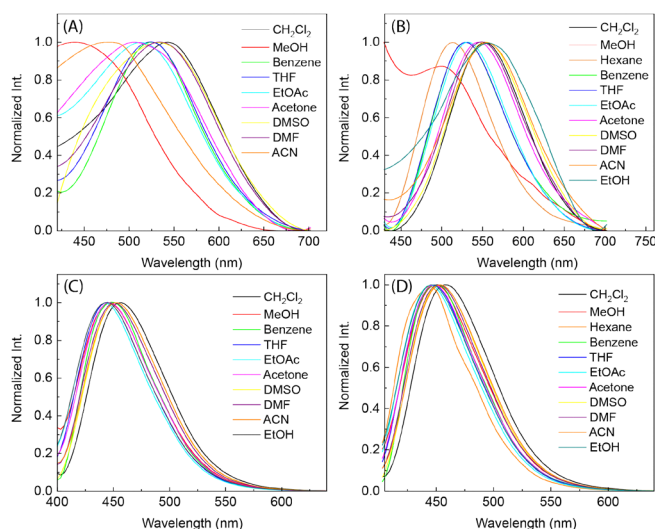 (A)
Normalized Int.
1.0
0.8
0.6
0.4
0.2
0.0
450 500 550 600 650 700
Wavelength (nm)
CH2Cl2
MeOH
Benzene
THF
EtOAc
Acetone
DMSO
DMF
ACN
(B)
Normalized Int.
1.0
0.8
0.6
0.4
0.2
0.0
450 500 550 600 650 700 750
Wavelength (nm)
CH2Cl2
MeOH
Hexane
Benzene
THF
EtOAc
Acetone
DMSO
DMF
ACN
EtOH
(C)
Normalized Int.
1.0
0.8
0.6
0.4
0.2
0.0
400 450 500 550 600
Wavelength (nm)
CH2Cl2
MeOH
Benzene
THF
EtOAc
Acetone
DMSO
DMF
ACN
EtOH
(D)
Normalized Int.
1.0
0.8
0.6
0.4
0.2
0.0
400 450 500 550 600
Wavelength (nm)
CH2Cl2
MeOH
Hexane
Benzene
THF
EtOAc
Acetone
DMSO
DMF
ACN
EtOH